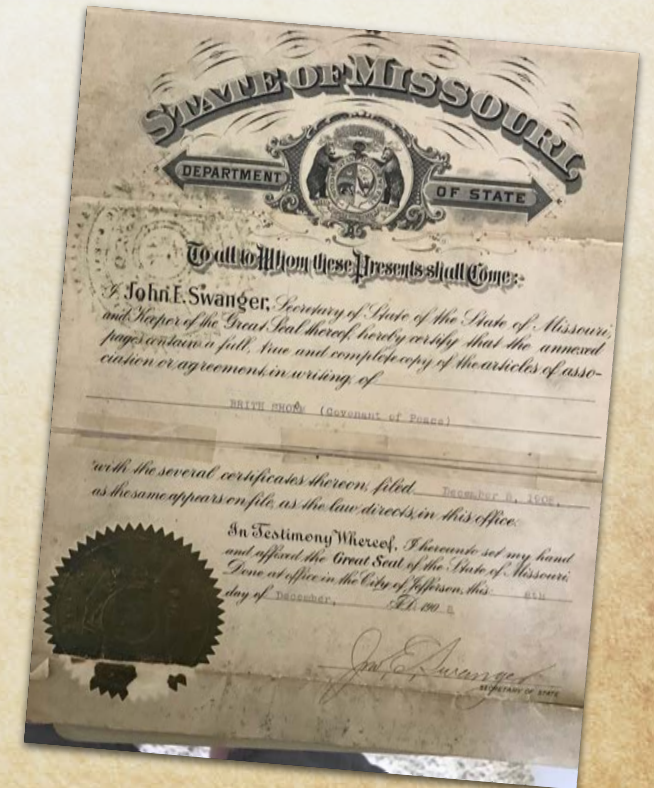 STATE OF MISSOURI,
DEPARTMENT OF STATE
To all to Whom these Presents shall Come:
I, John E. Swanger, Secretary of State of the State of Missouri,
and Keeper of the Great Seal thereof, hereby certify that the annexed
pages contain a full, true and complete copy of the articles of asso-
ciation or agreement, in writing, of
BRITH SHOLM (Covenant of Peace)
with the several certificates thereon, filed December 8, 1908,
as the same appears on file, as the law directs, in this office.
In Testimony Whereof, I hereunto set my hand
and affixed the Great Seal of the State of Missouri.
Done at office in the City of Jefferson, this 8th
day of December, A.D. 190 8
Jno. E. Swanger
SECRETARY OF STATE